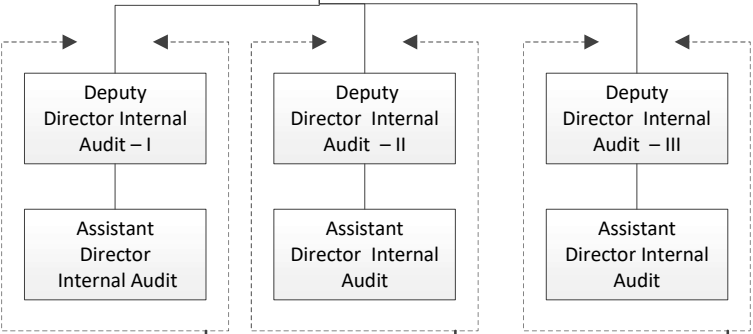 Deputy
Director Internal
Audit – I
Deputy
Director Internal
Audit – II
Deputy
Director Internal
Audit – III
Assistant
Director
Internal Audit
Assistant
Director Internal
Audit
Assistant
Director Internal
Audit